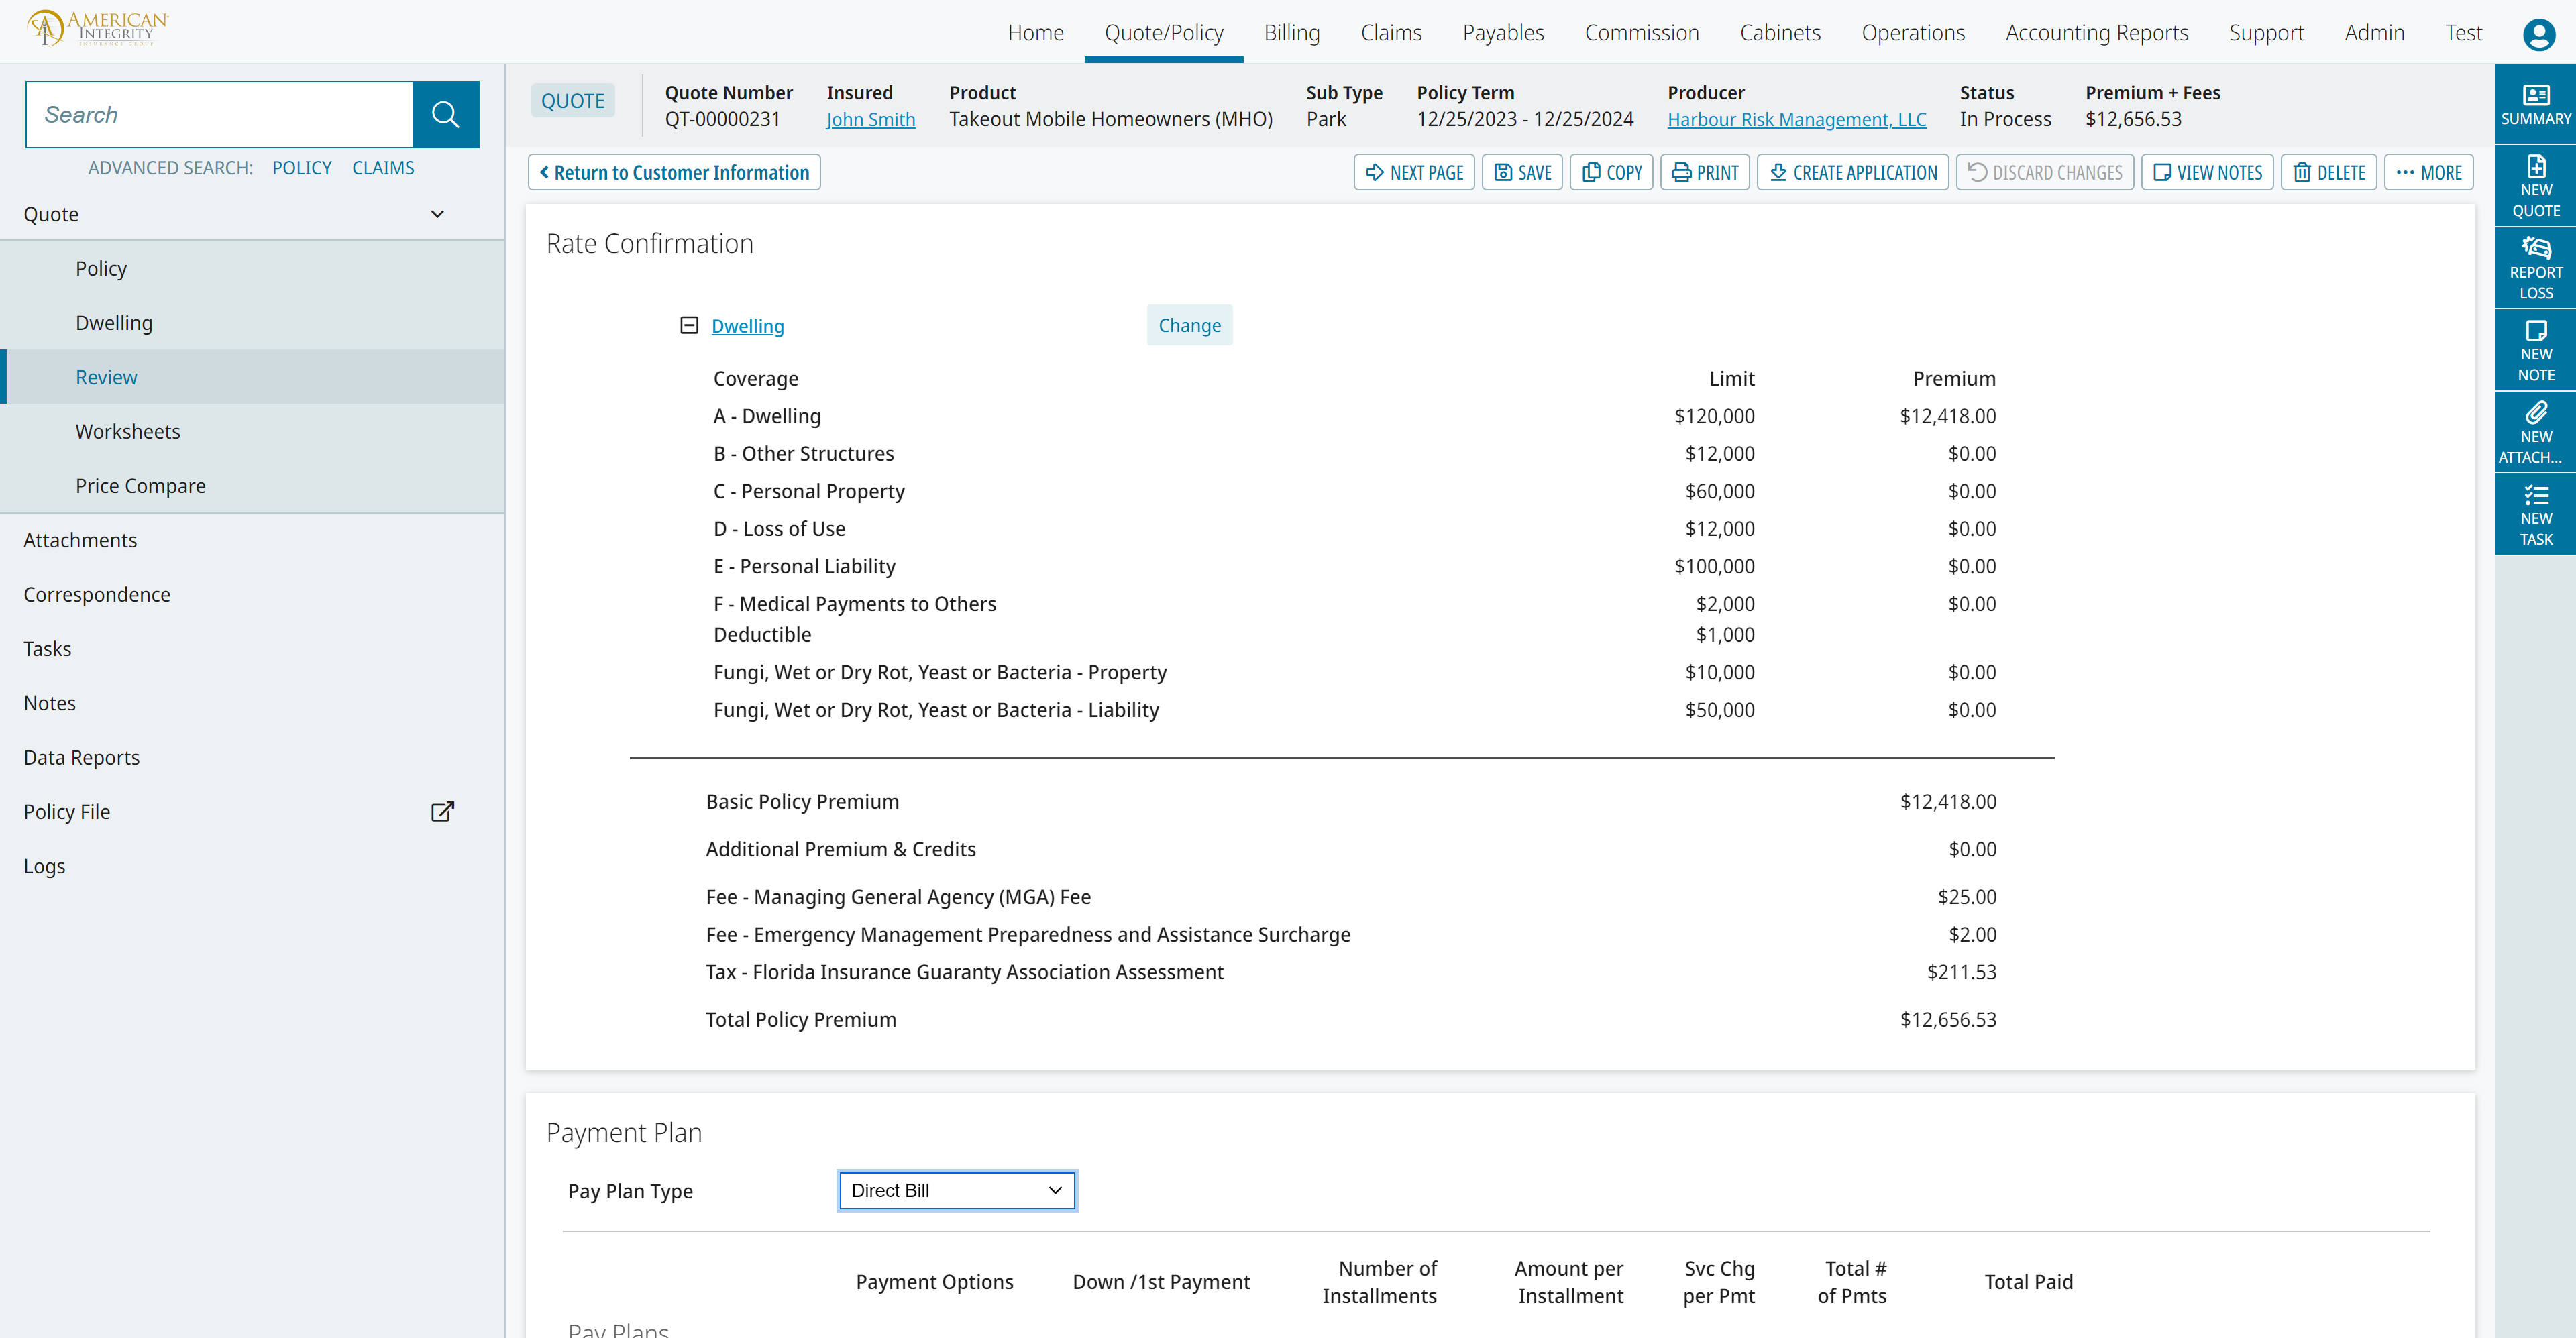 AMERICAN
INTEGRITY
INSURANCE GROUP
Home Quote/Policy Billing Claims Payables Commission Cabinets Operations Accounting Reports Support Admin Test
Search
ADVANCED SEARCH: POLICY CLAIMS
Quote
Policy
Dwelling
Review
Worksheets
Price Compare
Attachments
Correspondence
Tasks
Notes
Data Reports
Policy File
Logs
QUOTE
Quote Number Insured Product Sub Type Policy Term Producer Status Premium + Fees
QT-00000231 John Smith Takeout Mobile Homeowners (MHO) Park 12/25/2023 - 12/25/2024 Harbour Risk Management, LLC In Process $12,656.53
Return to Customer Information NEXT PAGE SAVE COPY PRINT CREATE APPLICATION DISCARD CHANGES VIEW NOTES DELETE ••• MORE
Rate Confirmation
Dwelling Change
Coverage Limit Premium
A - Dwelling $120,000 $12,418.00
B - Other Structures $12,000 $0.00
C - Personal Property $60,000 $0.00
D - Loss of Use $12,000 $0.00
E - Personal Liability $100,000 $0.00
F - Medical Payments to Others $2,000 $0.00
Deductible $1,000
Fungi, Wet or Dry Rot, Yeast or Bacteria - Property $10,000 $0.00
Fungi, Wet or Dry Rot, Yeast or Bacteria - Liability $50,000 $0.00
Basic Policy Premium $12,418.00
Additional Premium & Credits $0.00
Fee - Managing General Agency (MGA) Fee $25.00
Fee - Emergency Management Preparedness and Assistance Surcharge $2.00
Tax - Florida Insurance Guaranty Association Assessment $211.53
Total Policy Premium $12,656.53
Payment Plan
Pay Plan Type Direct Bill
Payment Options Down /1st Payment Number of Installments Amount per Installment Svc Chg per Pmt Total # of Pmts Total Paid
Pay Plans
SUMMARY
NEW
QUOTE
REPORT
LOSS
NEW
NOTE
NEW
ATTACH...
NEW
TASK